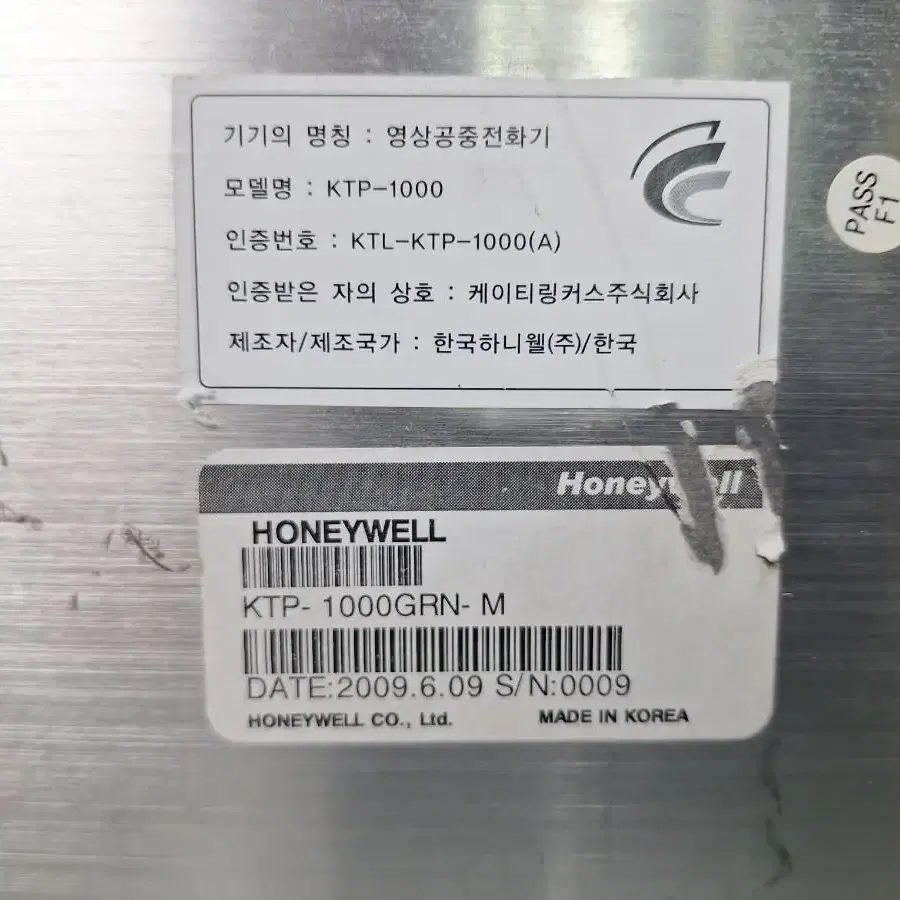 기기의 명칭 : 영상공중전화기
모델명 : KTP-1000
인증번호 : KTL-KTP-1000(A)
인증받은 자의 상호 : 케이티링커스주식회사
제조자/제조국가 : 한국하니웰(주)/한국
PASS
F1
Honeywell
HONEYWELL
KTP- 1000GRN- M
DATE:2009.6.09 S/N:0009
HONEYWELL CO., Ltd. MADE IN KOREA